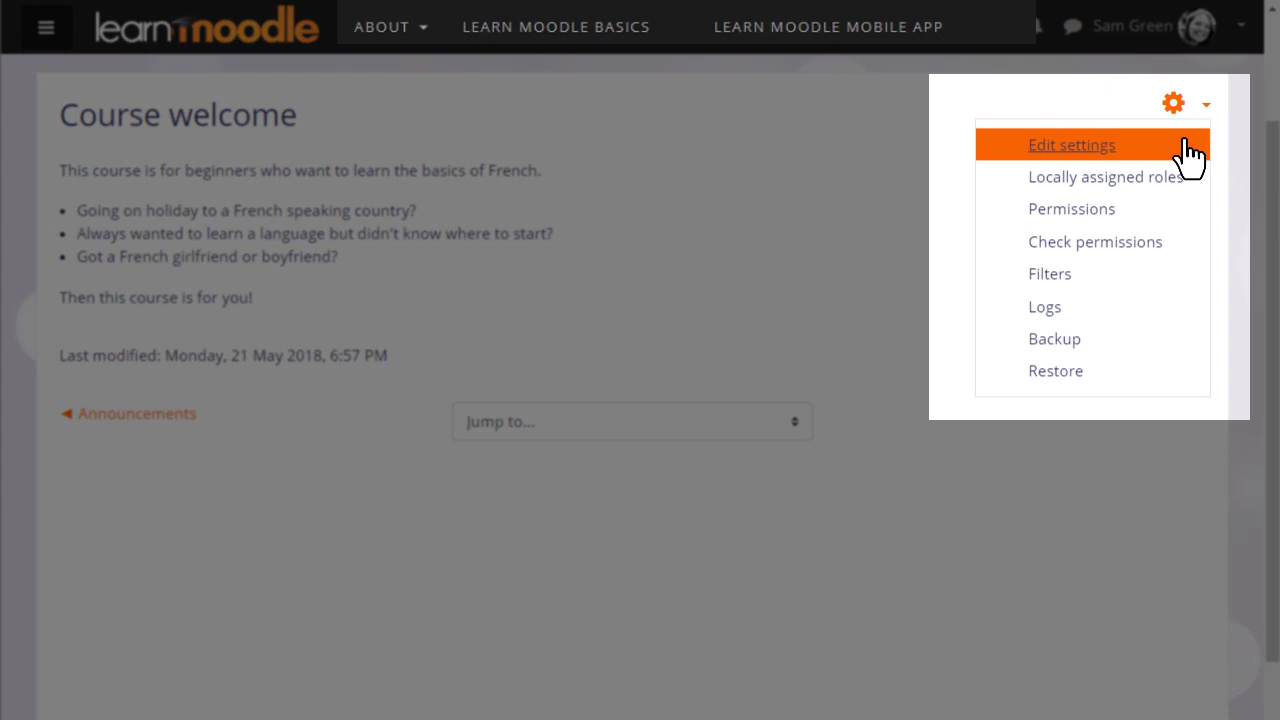 learn moodle
ABOUT
LEARN MOODLE BASICS
LEARN MOODLE MOBILE APP
Sam Green
Course welcome
This course is for beginners who want to learn the basics of French.
Going on holiday to a French speaking country?
Always wanted to learn a language but didn't know where to start?
Got a French girlfriend or boyfriend?
Then this course is for you!
Last modified: Monday, 21 May 2018, 6:57 PM
◄ Announcements
Jump to...
Edit settings
Locally assigned roles
Permissions
Check permissions
Filters
Logs
Backup
Restore